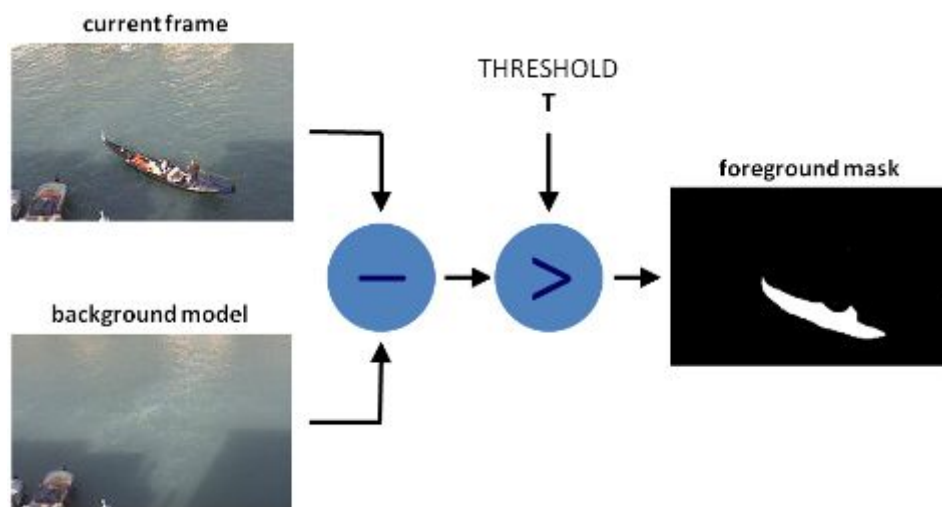 current frame
THRESHOLD
T
foreground mask
background model